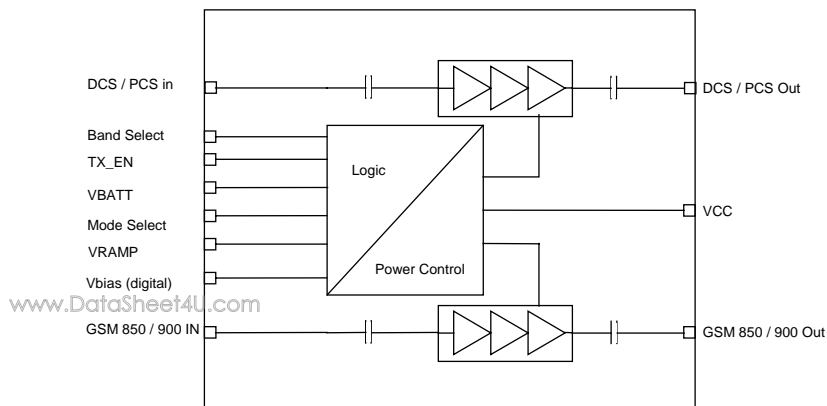 DCS / PCS in
DCS / PCS Out
Band Select
TX_EN
Logic
VBATT
Mode Select
VCC
VRAMP
Power Control
Vbias (digital)
www.DataSheet4U.com
GSM 850 / 900 IN
GSM 850 / 900 Out